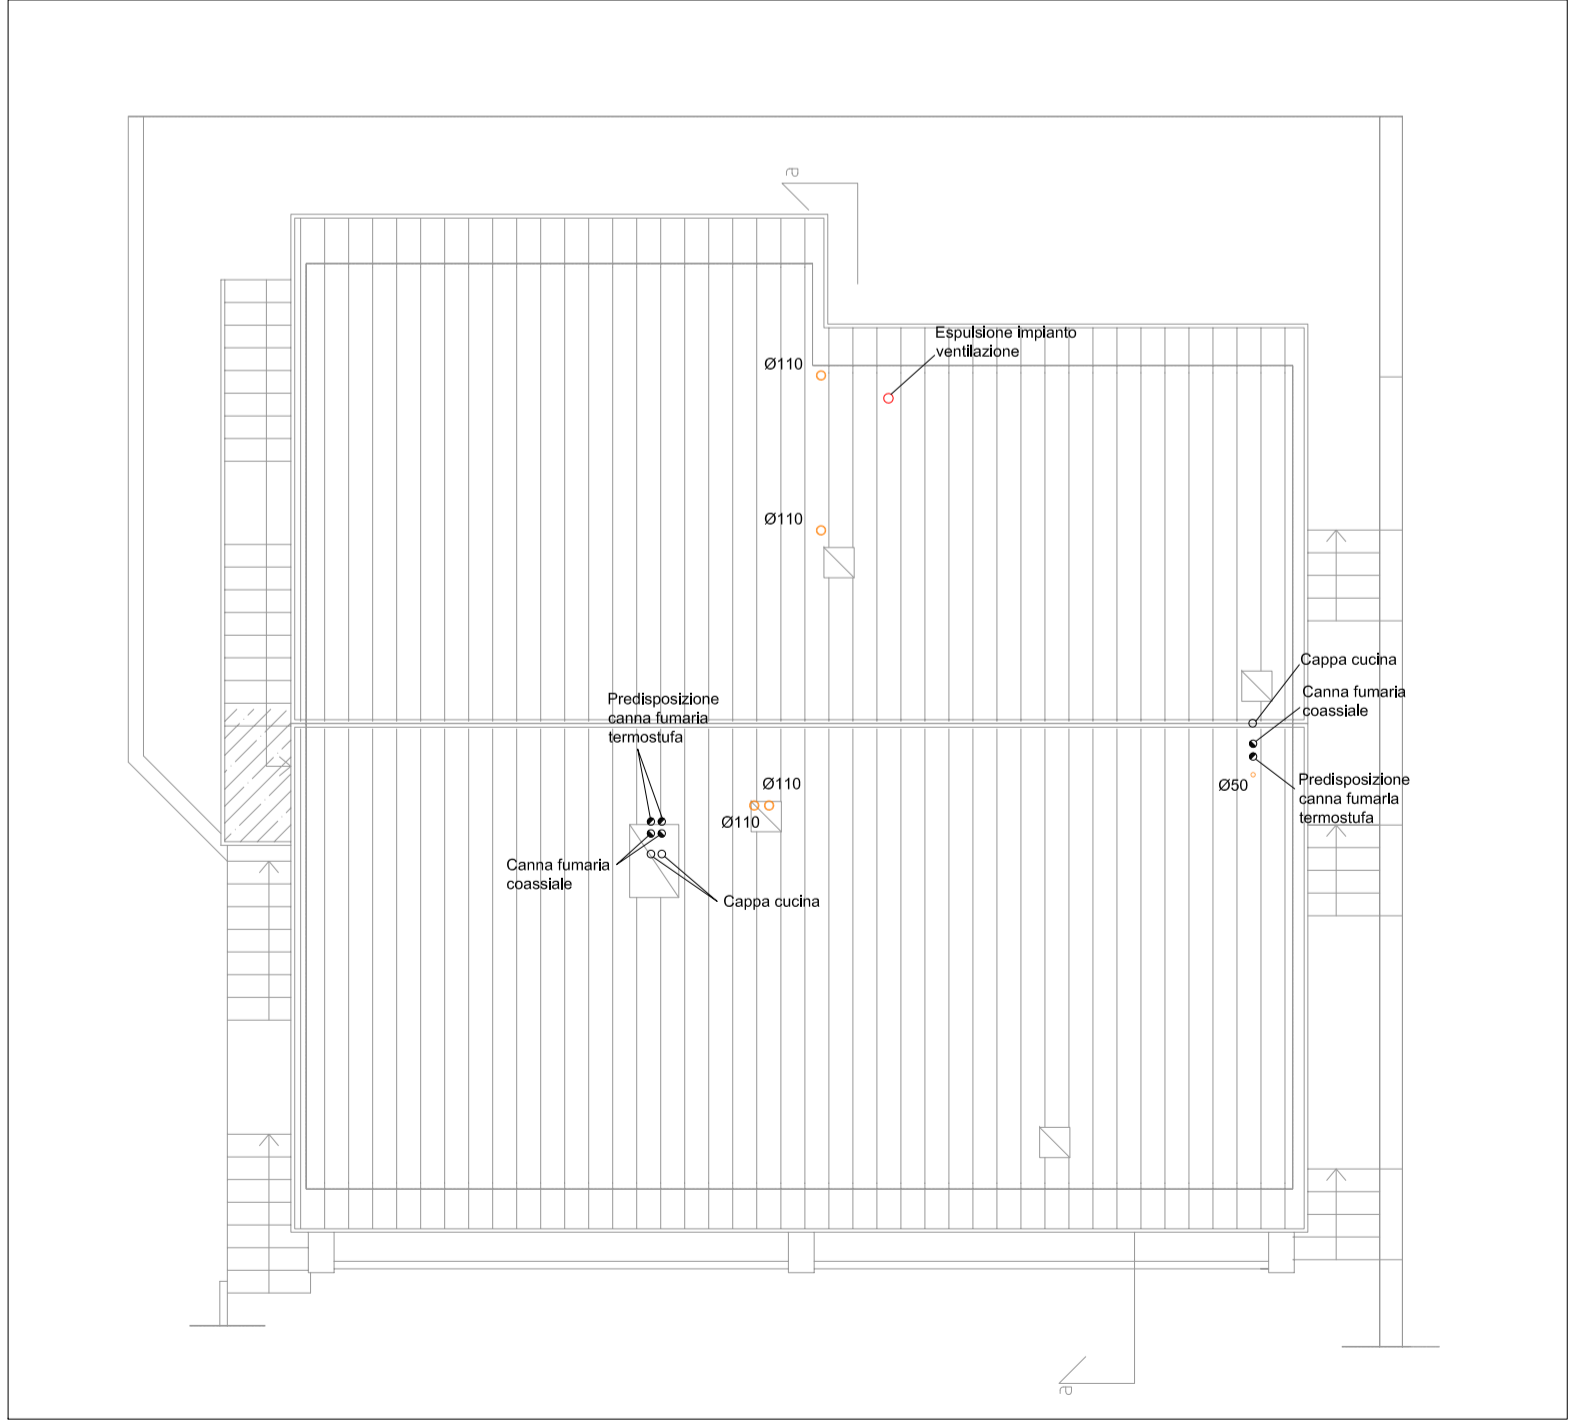 a
Espulsione impianto
ventilazione
Ø110
Ø110
Cappa cucina
Canna fumaria
coassiale
Predisposizione
canna fumaria
termostufa
Ø110
Ø50
Predisposizione
canna fumaria
termostufa
Ø110
Canna fumaria
coassiale
Cappa cucina
a